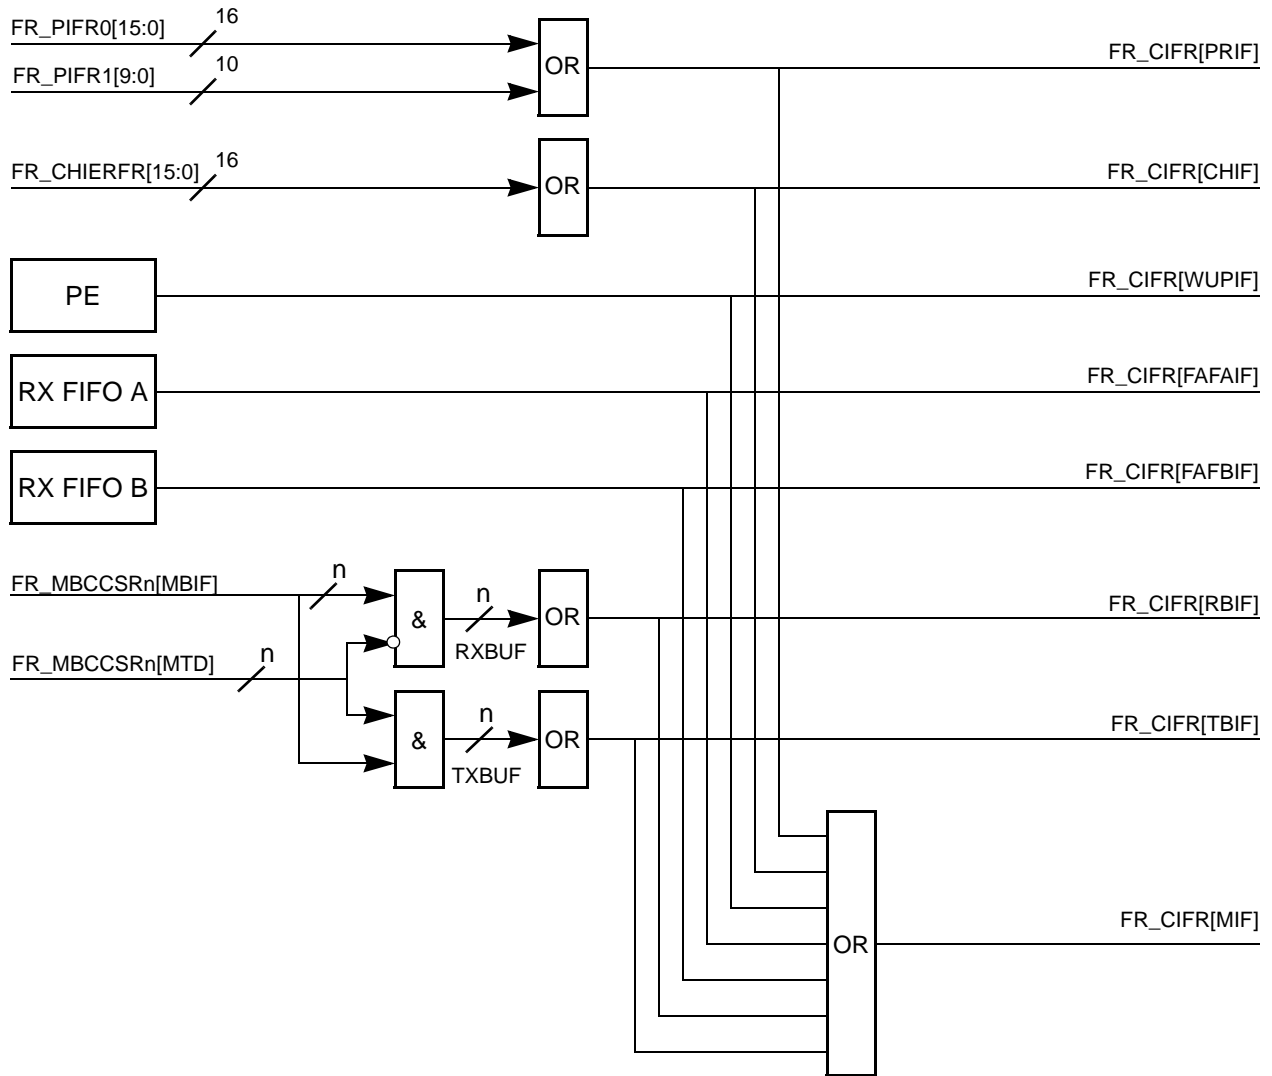 FR_PIFR0[15:0]
16
OR
FR_CIFR[PRIF]
FR_PIFR1[9:0]
10
FR_CHIERFR[15:0]
16
OR
FR_CIFR[CHIF]
PE
FR_CIFR[WUPIF]
RX FIFO A
FR_CIFR[FAFAIF]
RX FIFO B
FR_CIFR[FAFBIF]
FR_MBCCSRn[MBIF]
n
&
n
RXBUF
OR
FR_CIFR[RBIF]
FR_MBCCSRn[MTD]
n
&
n
TXBUF
OR
FR_CIFR[TBIF]
OR
FR_CIFR[MIF]